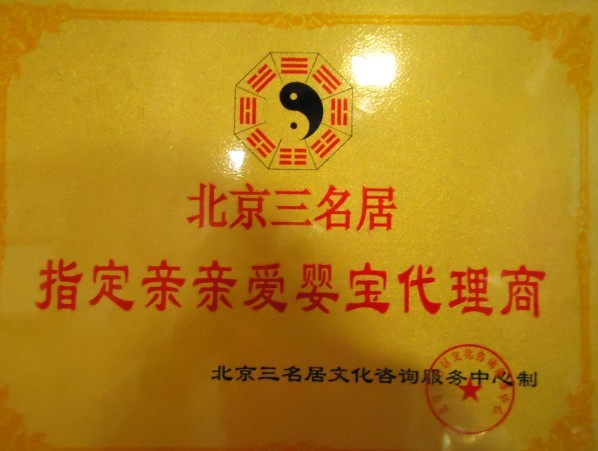 北京三名居
指定亲亲爱婴宝代理商
北京三名居文化咨询服务中心制